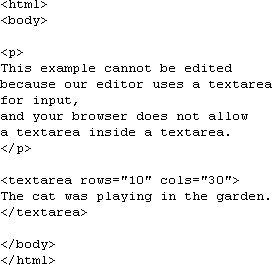 <html>
<body>
<p>
This example cannot be edited
because our editor uses a textarea
for input,
and your browser does not allow
a textarea inside a textarea.
</p>
<textarea rows="10" cols="30">
The cat was playing in the garden.
</textarea>
</body>
</html>